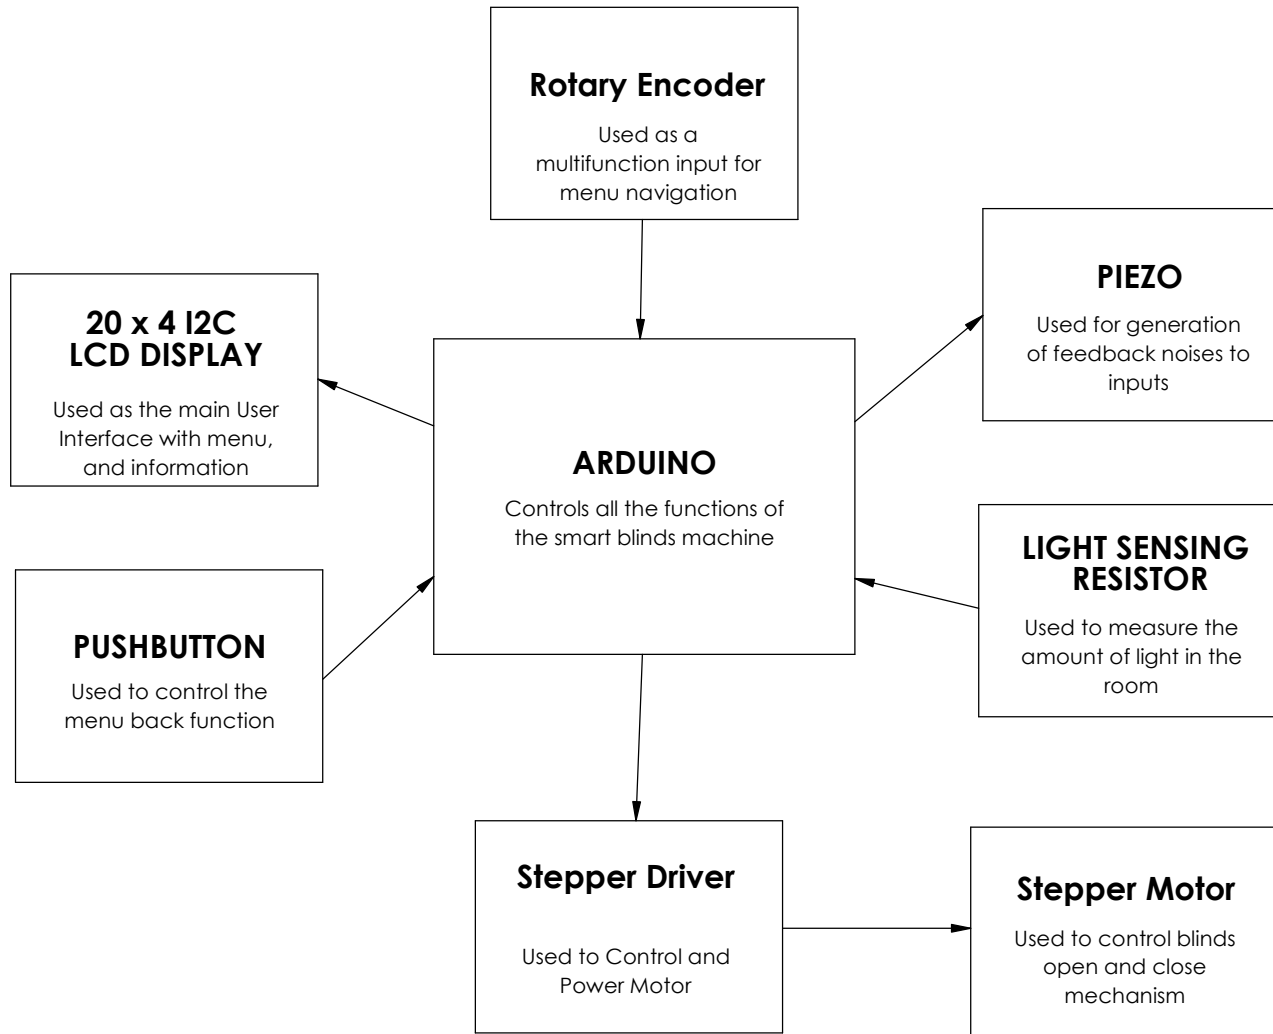 Rotary Encoder
Used as a
multifunction input for
menu navigation
PIEZO
Used for generation
of feedback noises to
inputs
20 x 4 I2C
LCD DISPLAY
Used as the main User
Interface with menu,
and information
ARDUINO
Controls all the functions of
the smart blinds machine
LIGHT SENSING
RESISTOR
Used to measure the
amount of light in the
room
PUSHBUTTON
Used to control the
menu back function
Stepper Driver
Used to Control and
Power Motor
Stepper Motor
Used to control blinds
open and close
mechanism